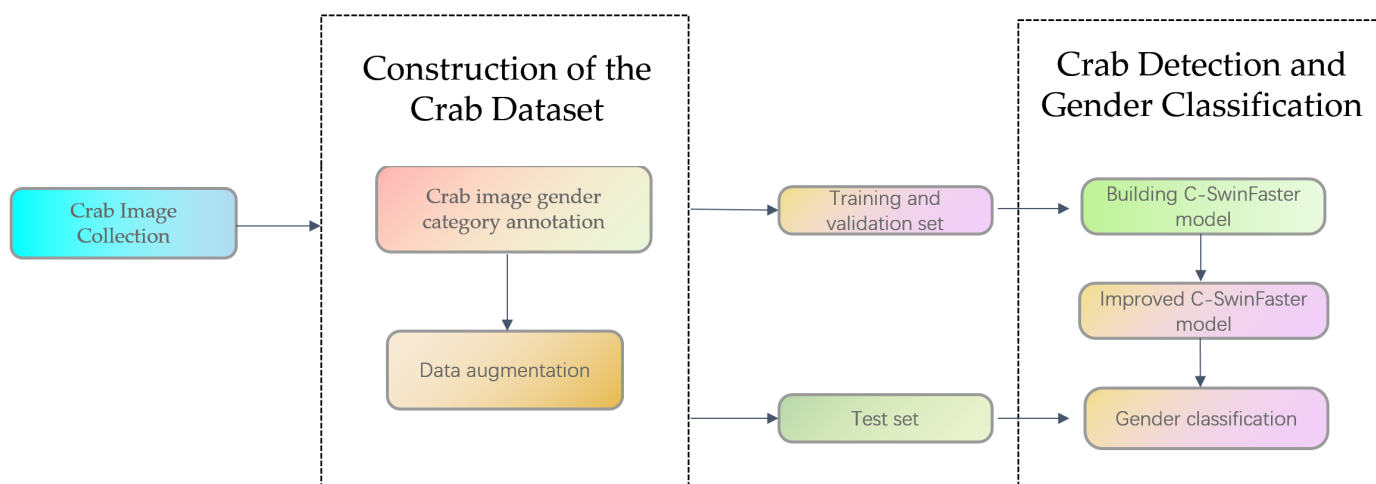 Crab Image
Collection
Construction of the
Crab Dataset
Crab image gender
category annotation
Data augmentation
Training and
validation set
Test set
Crab Detection and
Gender Classification
Building C-SwinFaster
model
Improved C-SwinFaster
model
Gender classification